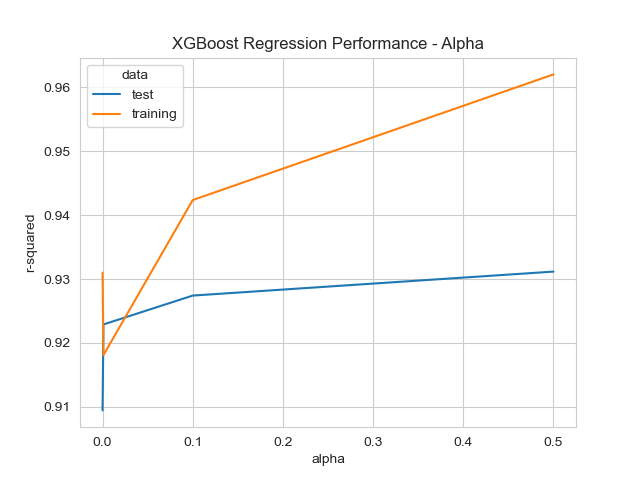 XGBoost Regression Performance - Alpha
data
test
training
0.96
0.95
0.94
0.93
0.92
0.91
r-squared
0.0 0.1 0.2 0.3 0.4 0.5
alpha